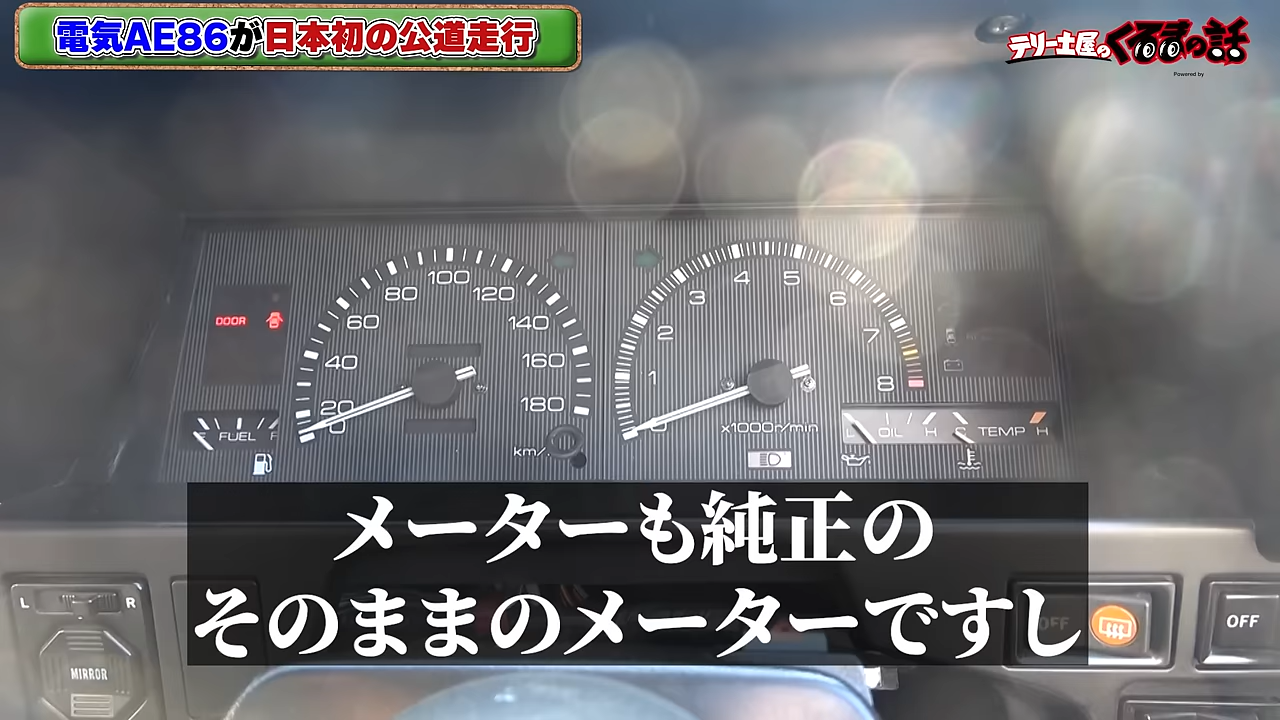 電気AE86が日本初の公道走行
テリー土屋のくるまの話
Powered by
DOOR
20
40
60
80
100
120
140
160
180
0
km/
1
2
3
4
5
6
7
8
x1000r/min
FUEL F
L OIL H
C TEMP H
メーターも純正の
そのままのメーターですし
L R
MIRROR
OFF
OFF